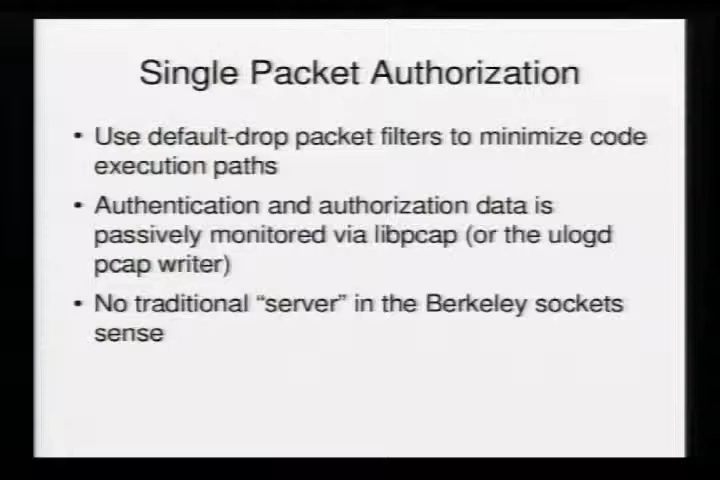 Single Packet Authorization
• Use default-drop packet filters to minimize code
execution paths
• Authentication and authorization data is
passively monitored via libpcap (or the ulogd
pcap writer)
• No traditional “server” in the Berkeley sockets
sense